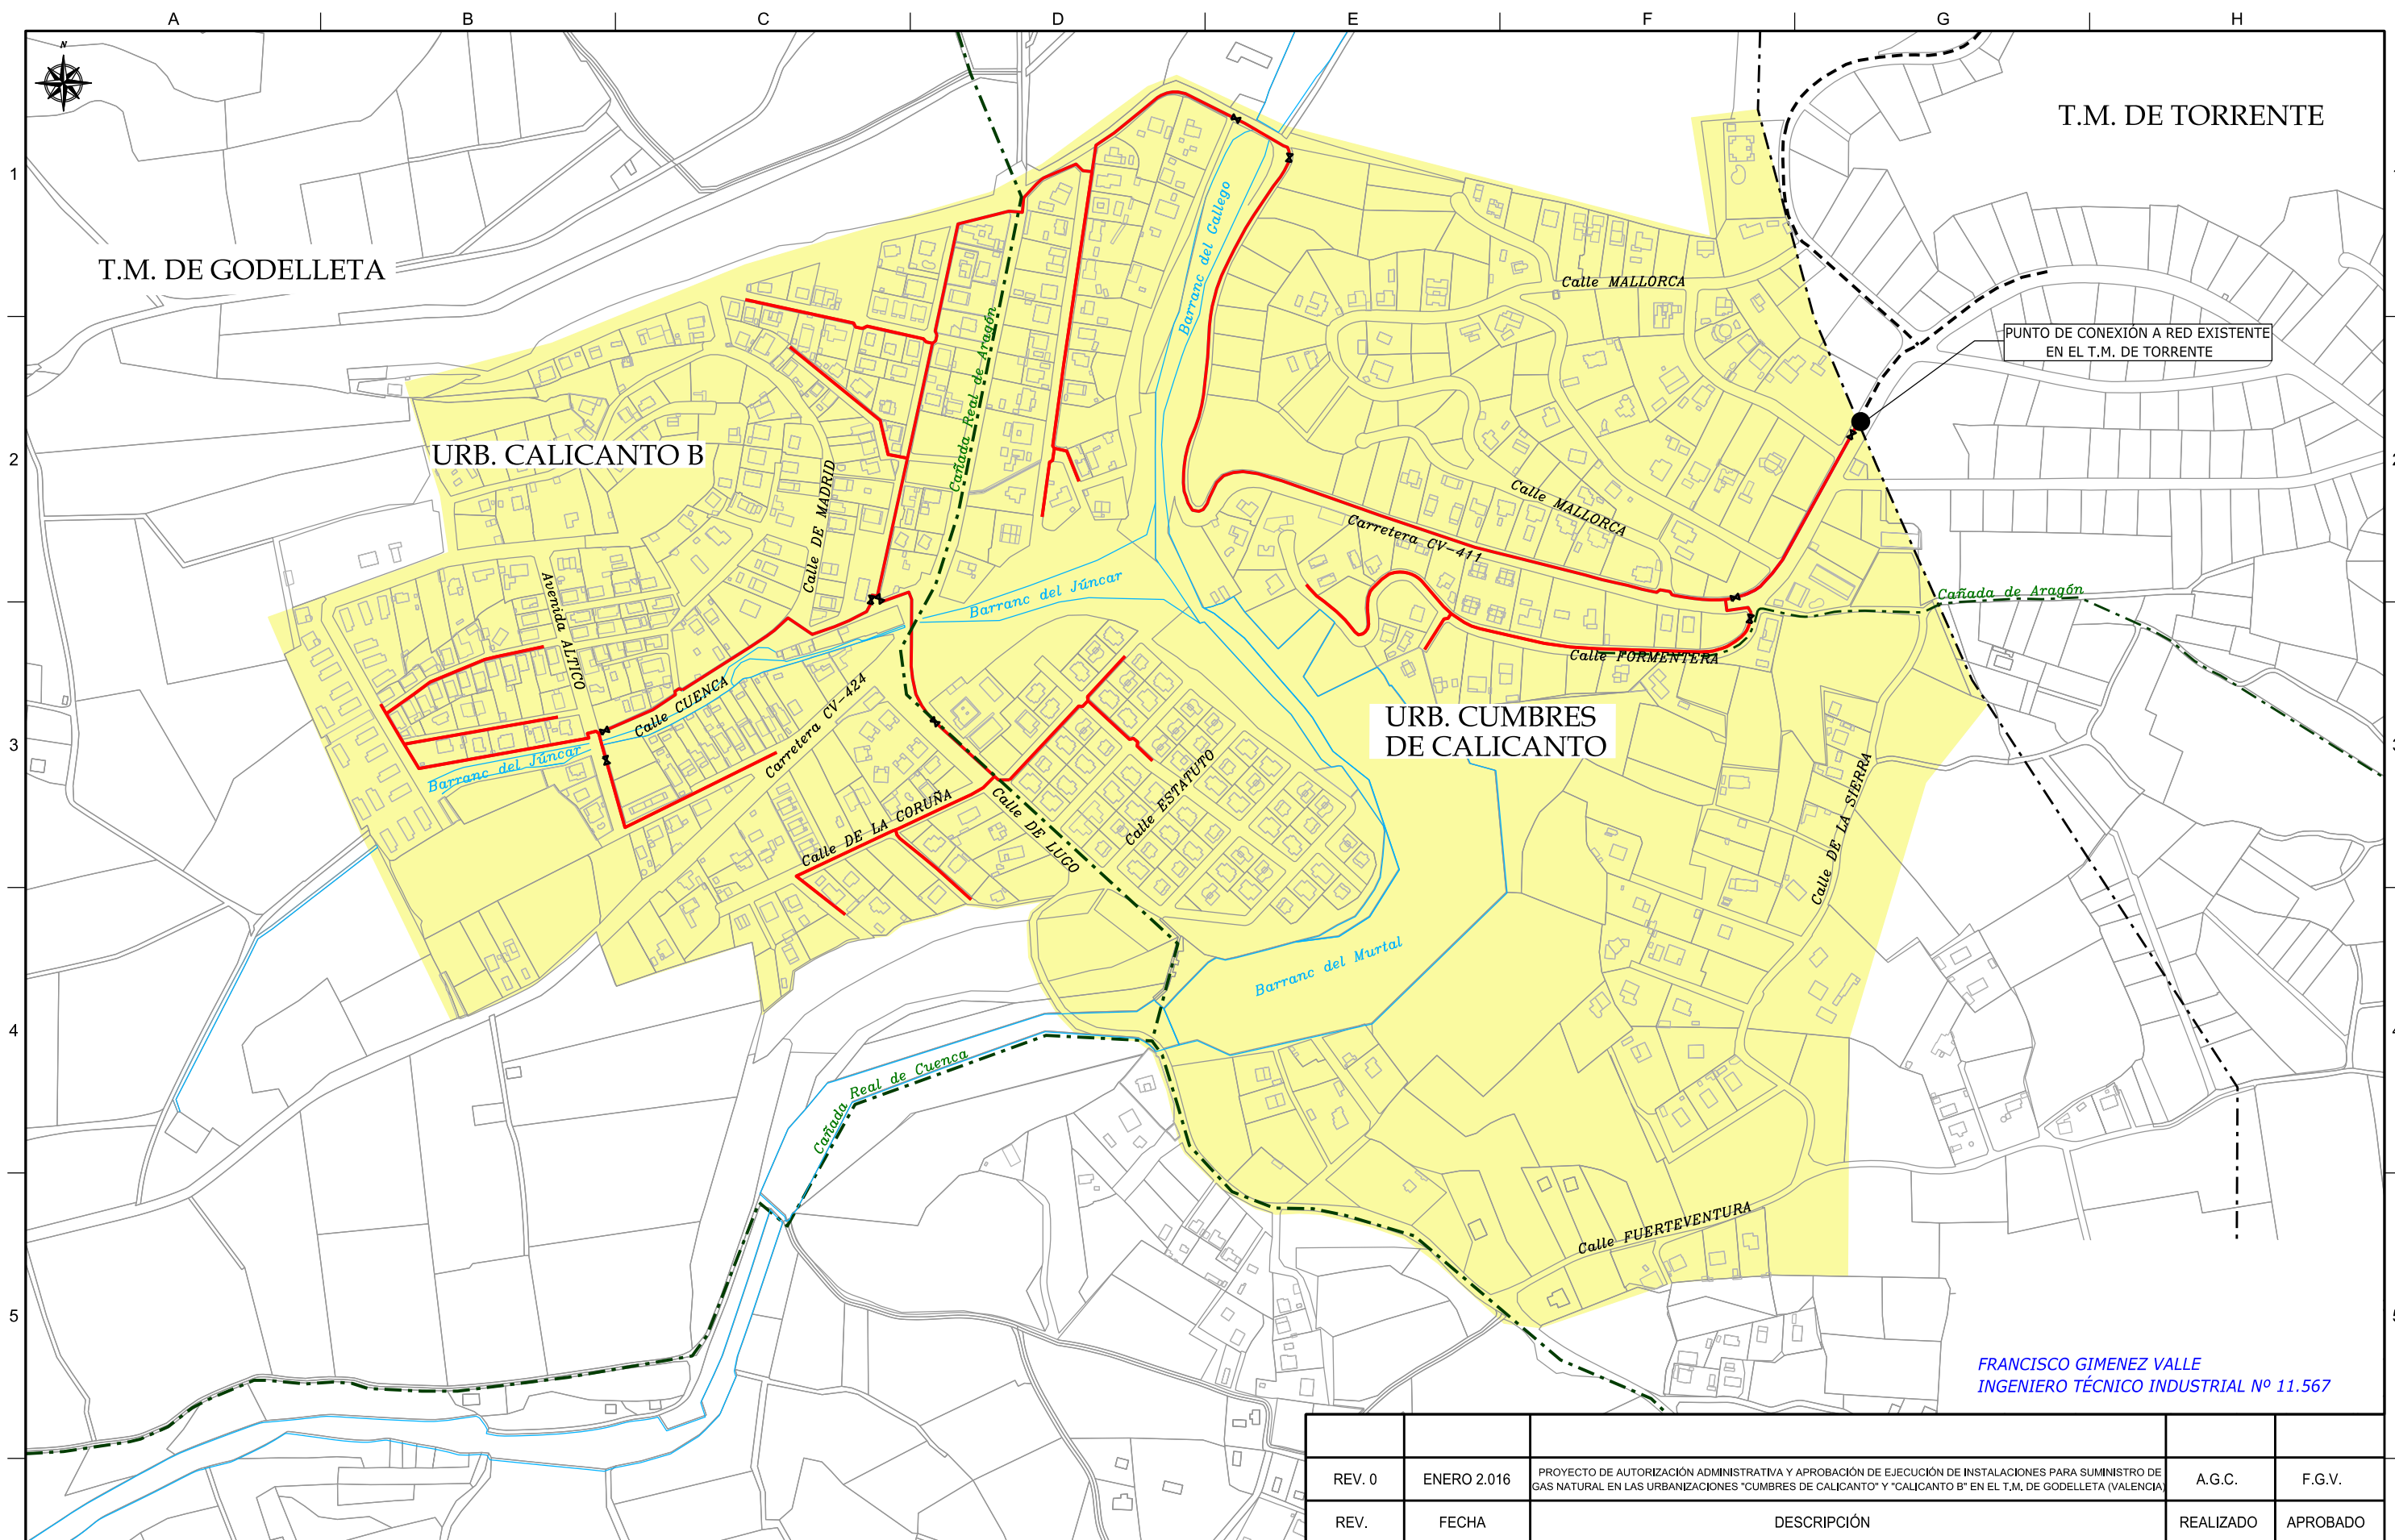 A B C D E F G H
N
T.M. DE TORRENTE
1
T.M. DE GODELLETA
Barranc del Gallego
Calle MALLORCA
Cañada Real de Aragón
PUNTO DE CONEXIÓN A RED EXISTENTE
EN EL T.M. DE TORRENTE
URB. CALICANTO B
2
Calle DE MADRID
Calle MALLORCA
Carretera CV-411
Avenida ALTICO
Barranc del Júncar
Cañada de Aragón
Calle FORMENTERA
Calle CUENCA
Carretera CV-424
URB. CUMBRES
DE CALICANTO
3
Barranc del Júncar
Calle ESTATUTO
Calle DE LA CORUÑA
Calle DE LUGO
Calle DE LA SIERRA
Barranc del Murtal
4
Cañada Real de Cuenca
Calle FUERTEVENTURA
5
FRANCISCO GIMENEZ VALLE
INGENIERO TÉCNICO INDUSTRIAL Nº 11.567
REV. 0 ENERO 2.016 PROYECTO DE AUTORIZACIÓN ADMINISTRATIVA Y APROBACIÓN DE EJECUCIÓN DE INSTALACIONES PARA SUMINISTRO DE
GAS NATURAL EN LAS URBANIZACIONES "CUMBRES DE CALICANTO" Y "CALICANTO B" EN EL T.M. DE GODELLETA (VALENCIA) A.G.C. F.G.V.
REV. FECHA DESCRIPCIÓN REALIZADO APROBADO